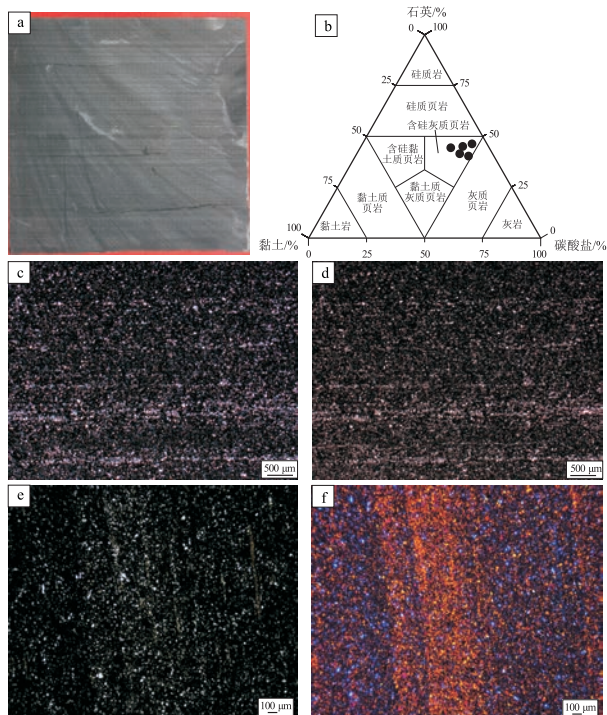 a
b
石英/%
0 100
硅质岩
25 75
硅质页岩
含硅灰质页岩
50 50
含硅黏
土质页岩
75 25
黏土质
灰质页岩
黏土质
页岩
灰质
页岩
100 黏土岩 灰岩 0
黏土/% 0 25 50 75 100 碳酸盐/%
c
d
500 μm
500 μm
e
f
100 μm
100 μm